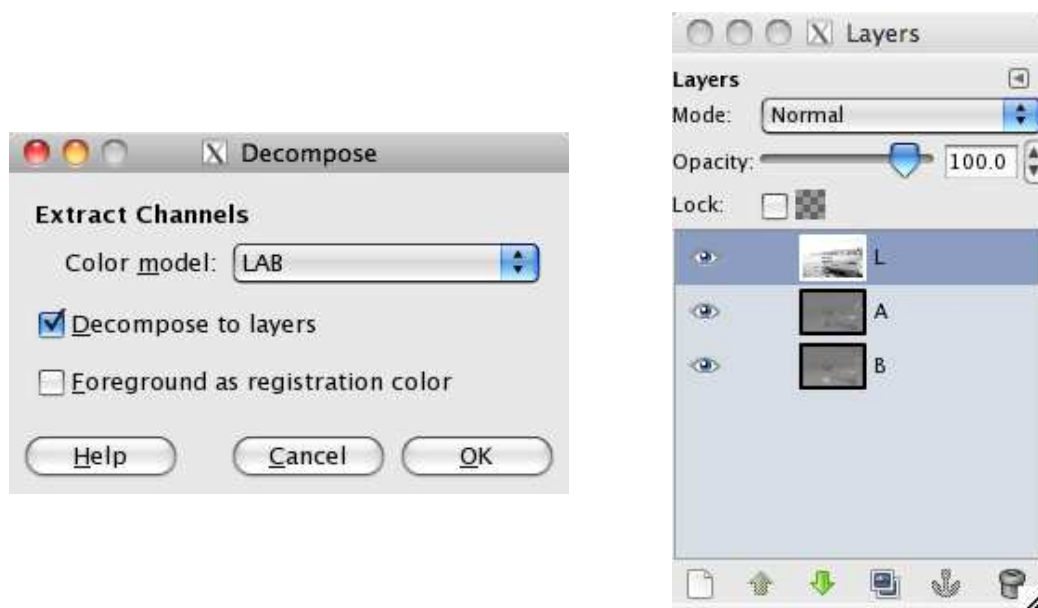 Decompose
Extract Channels
Color model: LAB
Decompose to layers
Foreground as registration color
Help Cancel OK
Layers
Layers
Mode: Normal
Opacity: 100.0
Lock:
L
A
B